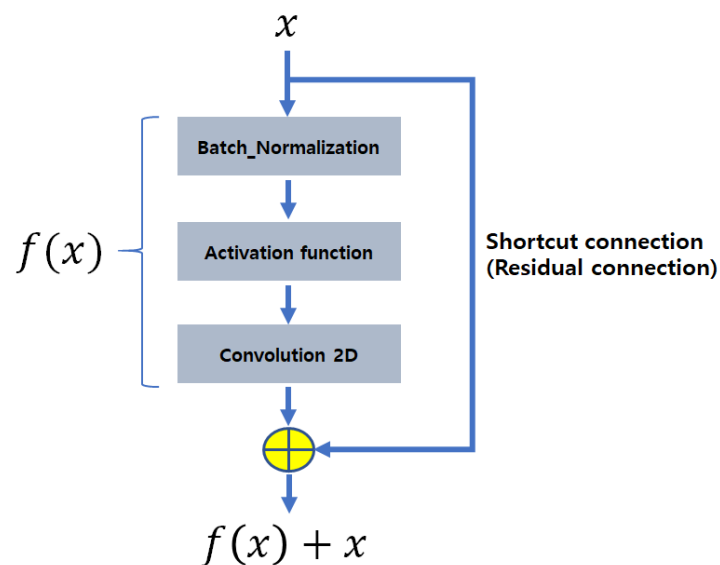 x
Batch_Normalization
f(x)
Activation function
Shortcut connection
(Residual connection)
Convolution 2D
f(x) + x